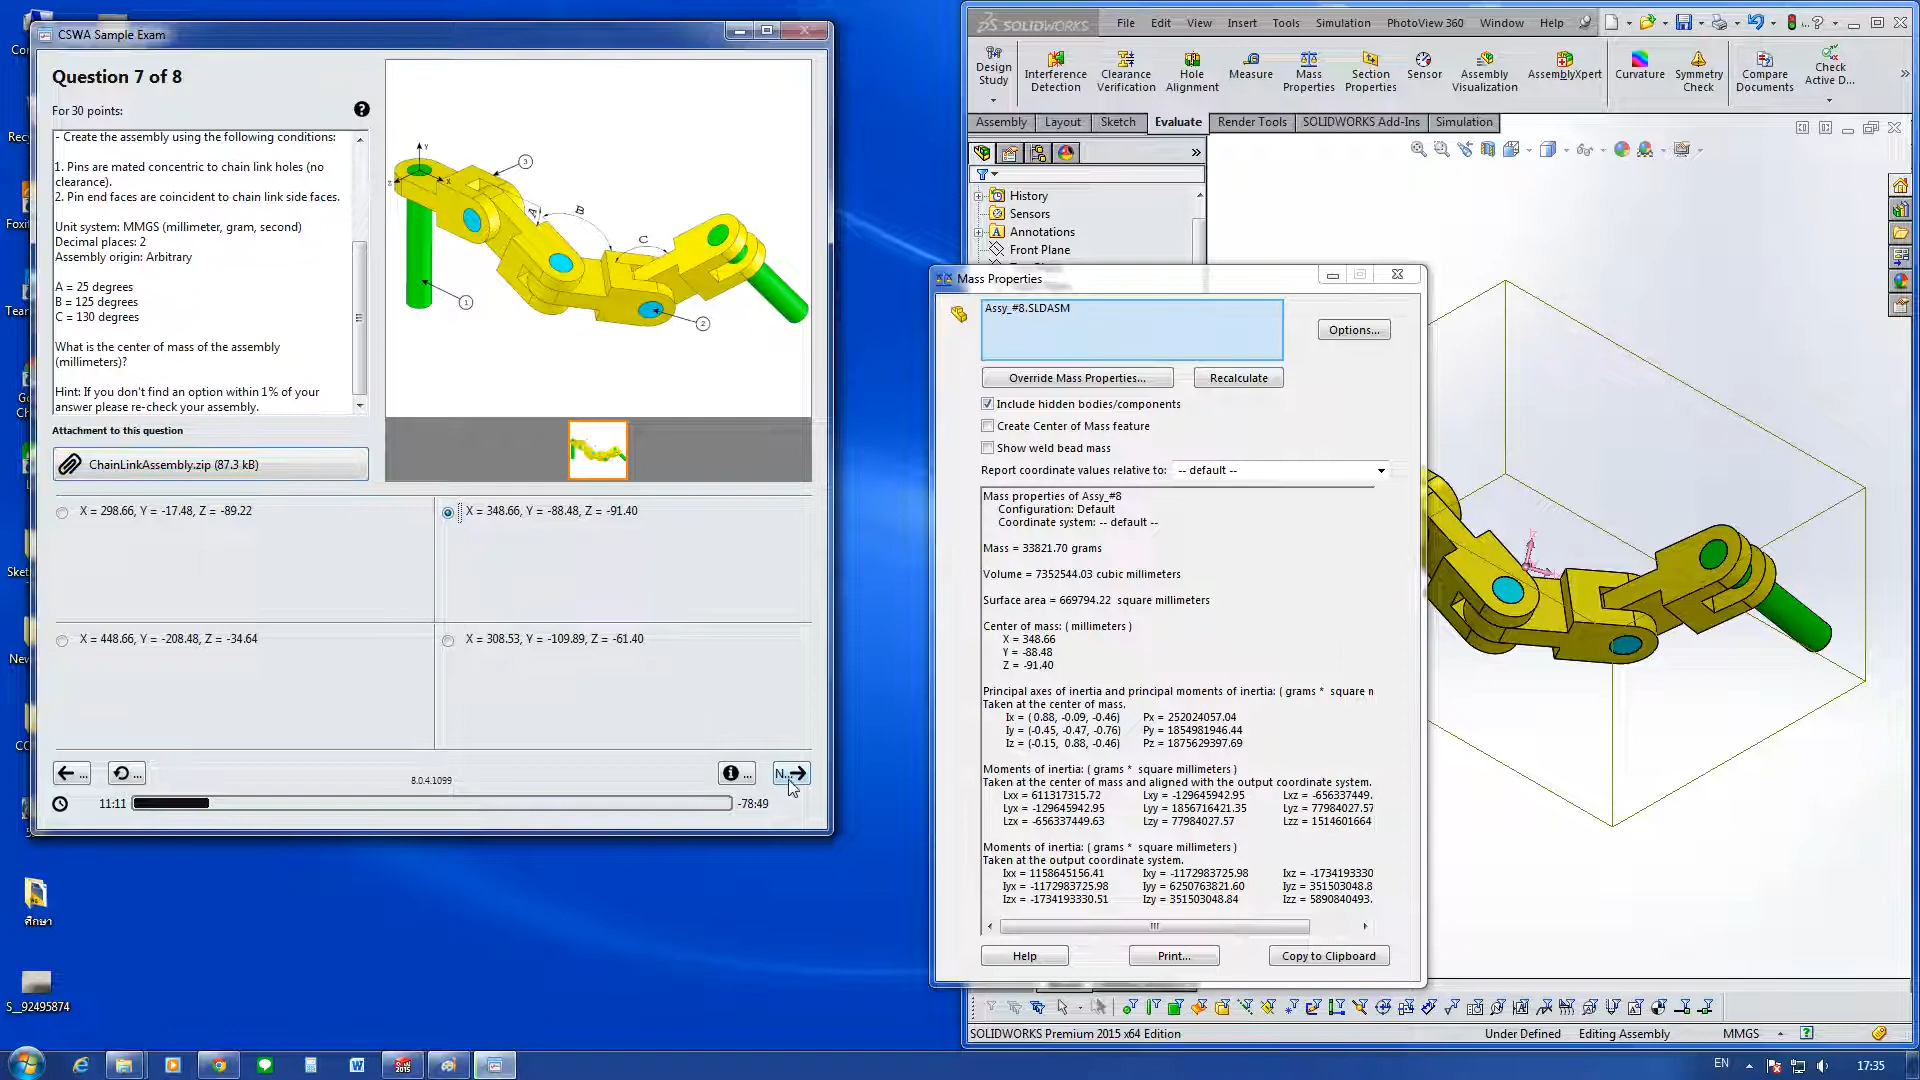 CSWA Sample Exam
Question 7 of 8
For 30 points:
- Create the assembly using the following conditions:
1. Pins are mated concentric to chain link holes (no
clearance).
2. Pin end faces are coincident to chain link side faces.
Unit system: MMGS (millimeter, gram, second)
Decimal places: 2
Assembly origin: Arbitrary
A = 25 degrees
B = 125 degrees
C = 130 degrees
What is the center of mass of the assembly
(millimeters)?
Hint: If you don't find an option within 1% of your
answer please re-check your assembly.
Attachment to this question
ChainLinkAssembly.zip (87.3 kB)
Y
X
Z
A
B
C
3
1
2
X = 298.66, Y = -17.48, Z = -89.22
X = 348.66, Y = -88.48, Z = -91.40
X = 448.66, Y = -208.48, Z = -34.64
X = 308.53, Y = -109.89, Z = -61.40
...
...
8.0.4.1099
...
N...
11:11
-78:49
SOLIDWORKS
File Edit View Insert Tools Simulation PhotoView 360 Window Help
Design Study
Interference Detection
Clearance Verification
Hole Alignment
Measure
Mass Properties
Section Properties
Sensor
Assembly Visualization
AssemblyXpert
Curvature
Symmetry Check
Compare Documents
Check Active D...
Assembly Layout Sketch Evaluate Render Tools SOLIDWORKS Add-Ins Simulation
History
Sensors
Annotations
Front Plane
Mass Properties
Assy_#8.SLDASM
Options...
Override Mass Properties...
Recalculate
Include hidden bodies/components
Create Center of Mass feature
Show weld bead mass
Report coordinate values relative to: -- default --
Mass properties of Assy_#8
Configuration: Default
Coordinate system: -- default --
Mass = 33821.70 grams
Volume = 7352544.03 cubic millimeters
Surface area = 669794.22 square millimeters
Center of mass: ( millimeters )
X = 348.66
Y = -88.48
Z = -91.40
Principal axes of inertia and principal moments of inertia: ( grams * square
Taken at the center of mass.
Ix = ( 0.88, -0.09, -0.46) Px = 252024057.04
Iy = (-0.45, -0.47, -0.76) Py = 1854981946.44
Iz = (-0.15, 0.88, -0.46) Pz = 1875629397.69
Moments of inertia: ( grams * square millimeters )
Taken at the center of mass and aligned with the output coordinate system.
Lxx = 611317315.72 Lxy = -129645942.95 Lxz = -656337449.
Lyx = -129645942.95 Lyy = 1856716421.35 Lyz = 77984027.57
Lzx = -656337449.63 Lzy = 77984027.57 Lzz = 1514601664
Moments of inertia: ( grams * square millimeters )
Taken at the output coordinate system.
Ixx = 1158645156.41 Ixy = -1172983725.98 Ixz = -1734193330
Iyx = -1172983725.98 Iyy = 6250763821.60 Iyz = 351503048.8
Izx = -1734193330.51 Izy = 351503048.84 Izz = 5890840493.
Help
Print...
Copy to Clipboard
SOLIDWORKS Premium 2015 x64 Edition
Under Defined
Editing Assembly
MMGS
ศึกษา
S__92495874
EN
17:35